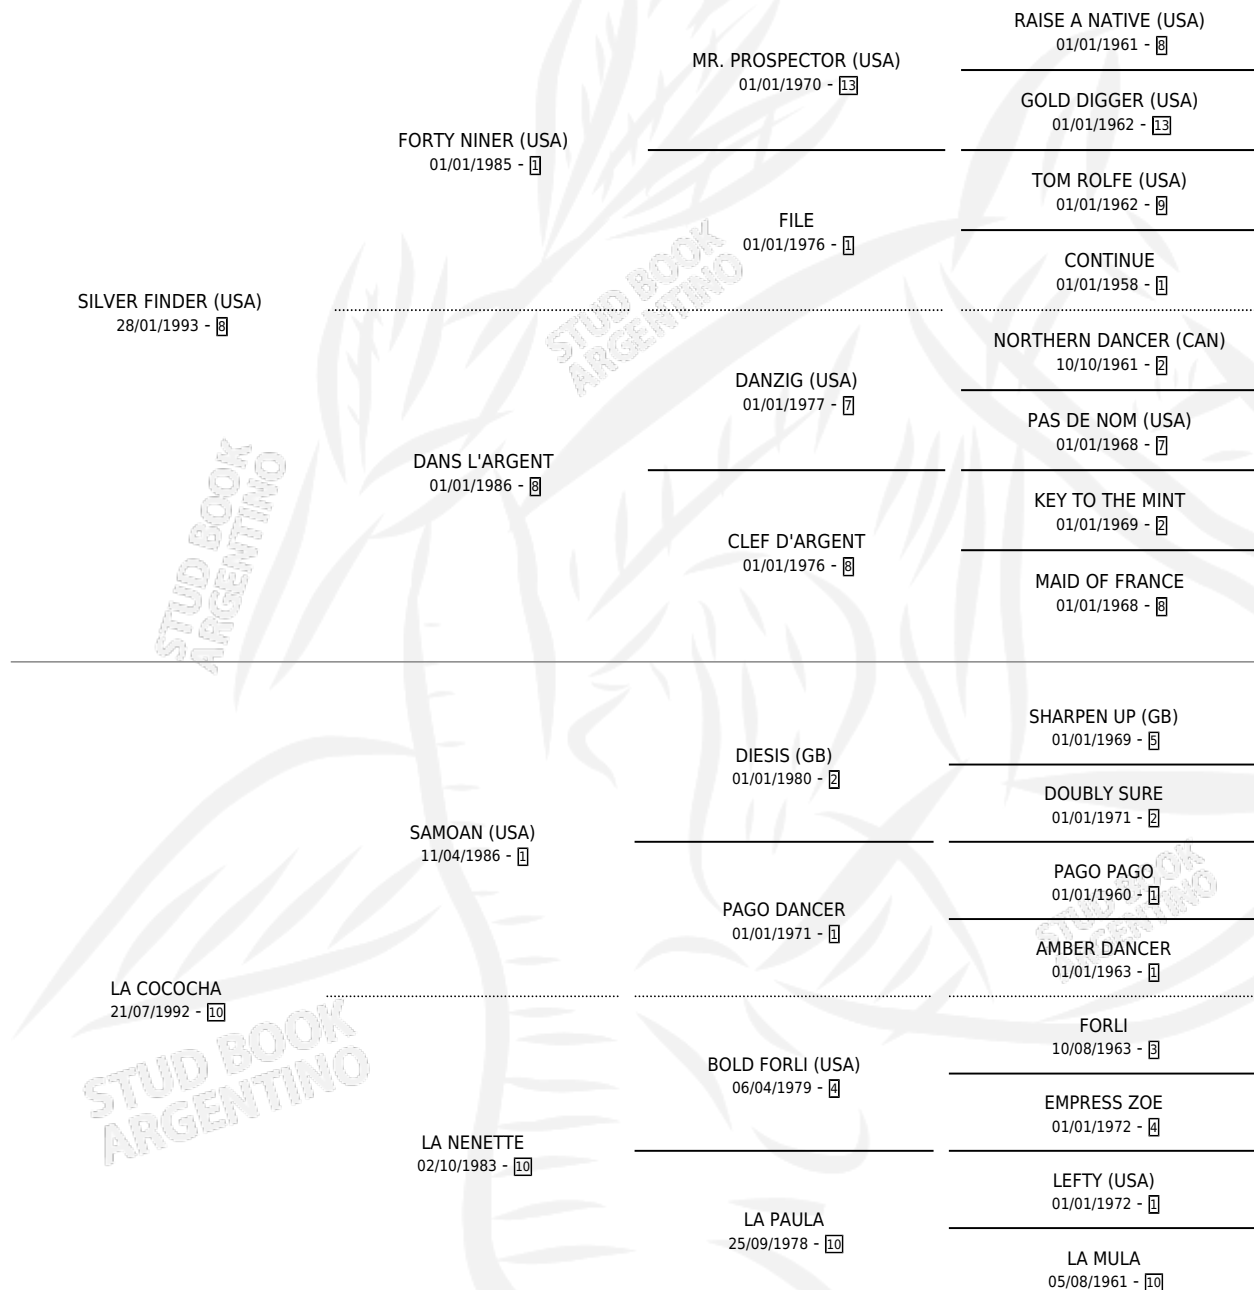 RAISE A NATIVE (USA)
01/01/1961 - 8
MR. PROSPECTOR (USA)
01/01/1970 - 13
GOLD DIGGER (USA)
01/01/1962 - 13
FORTY NINER (USA)
01/01/1985 - 1
TOM ROLFE (USA)
01/01/1962 - 9
FILE
01/01/1976 - 1
CONTINUE
01/01/1958 - 1
SILVER FINDER (USA)
28/01/1993 - 8
NORTHERN DANCER (CAN)
10/10/1961 - 2
DANZIG (USA)
01/01/1977 - 7
PAS DE NOM (USA)
01/01/1968 - 7
DANS L'ARGENT
01/01/1986 - 8
KEY TO THE MINT
01/01/1969 - 2
CLEF D'ARGENT
01/01/1976 - 8
MAID OF FRANCE
01/01/1968 - 8
SHARPEN UP (GB)
01/01/1969 - 5
DIESIS (GB)
01/01/1980 - 2
DOUBLY SURE
01/01/1971 - 2
SAMOAN (USA)
11/04/1986 - 1
PAGO PAGO
01/01/1960 - 1
PAGO DANCER
01/01/1971 - 1
AMBER DANCER
01/01/1963 - 1
LA COCOCHA
21/07/1992 - 10
FORLI
10/08/1963 - 3
BOLD FORLI (USA)
06/04/1979 - 4
EMPRESS ZOE
01/01/1972 - 4
LA NENETTE
02/10/1983 - 10
LEFTY (USA)
01/01/1972 - 1
LA PAULA
25/09/1978 - 10
LA MULA
05/08/1961 - 10
STUD BOOK
ARGENTINO
STUD BOOK
ARGENTINO
STUD BOOK
ARGENTINO
STUD BOOK
ARGENTINO